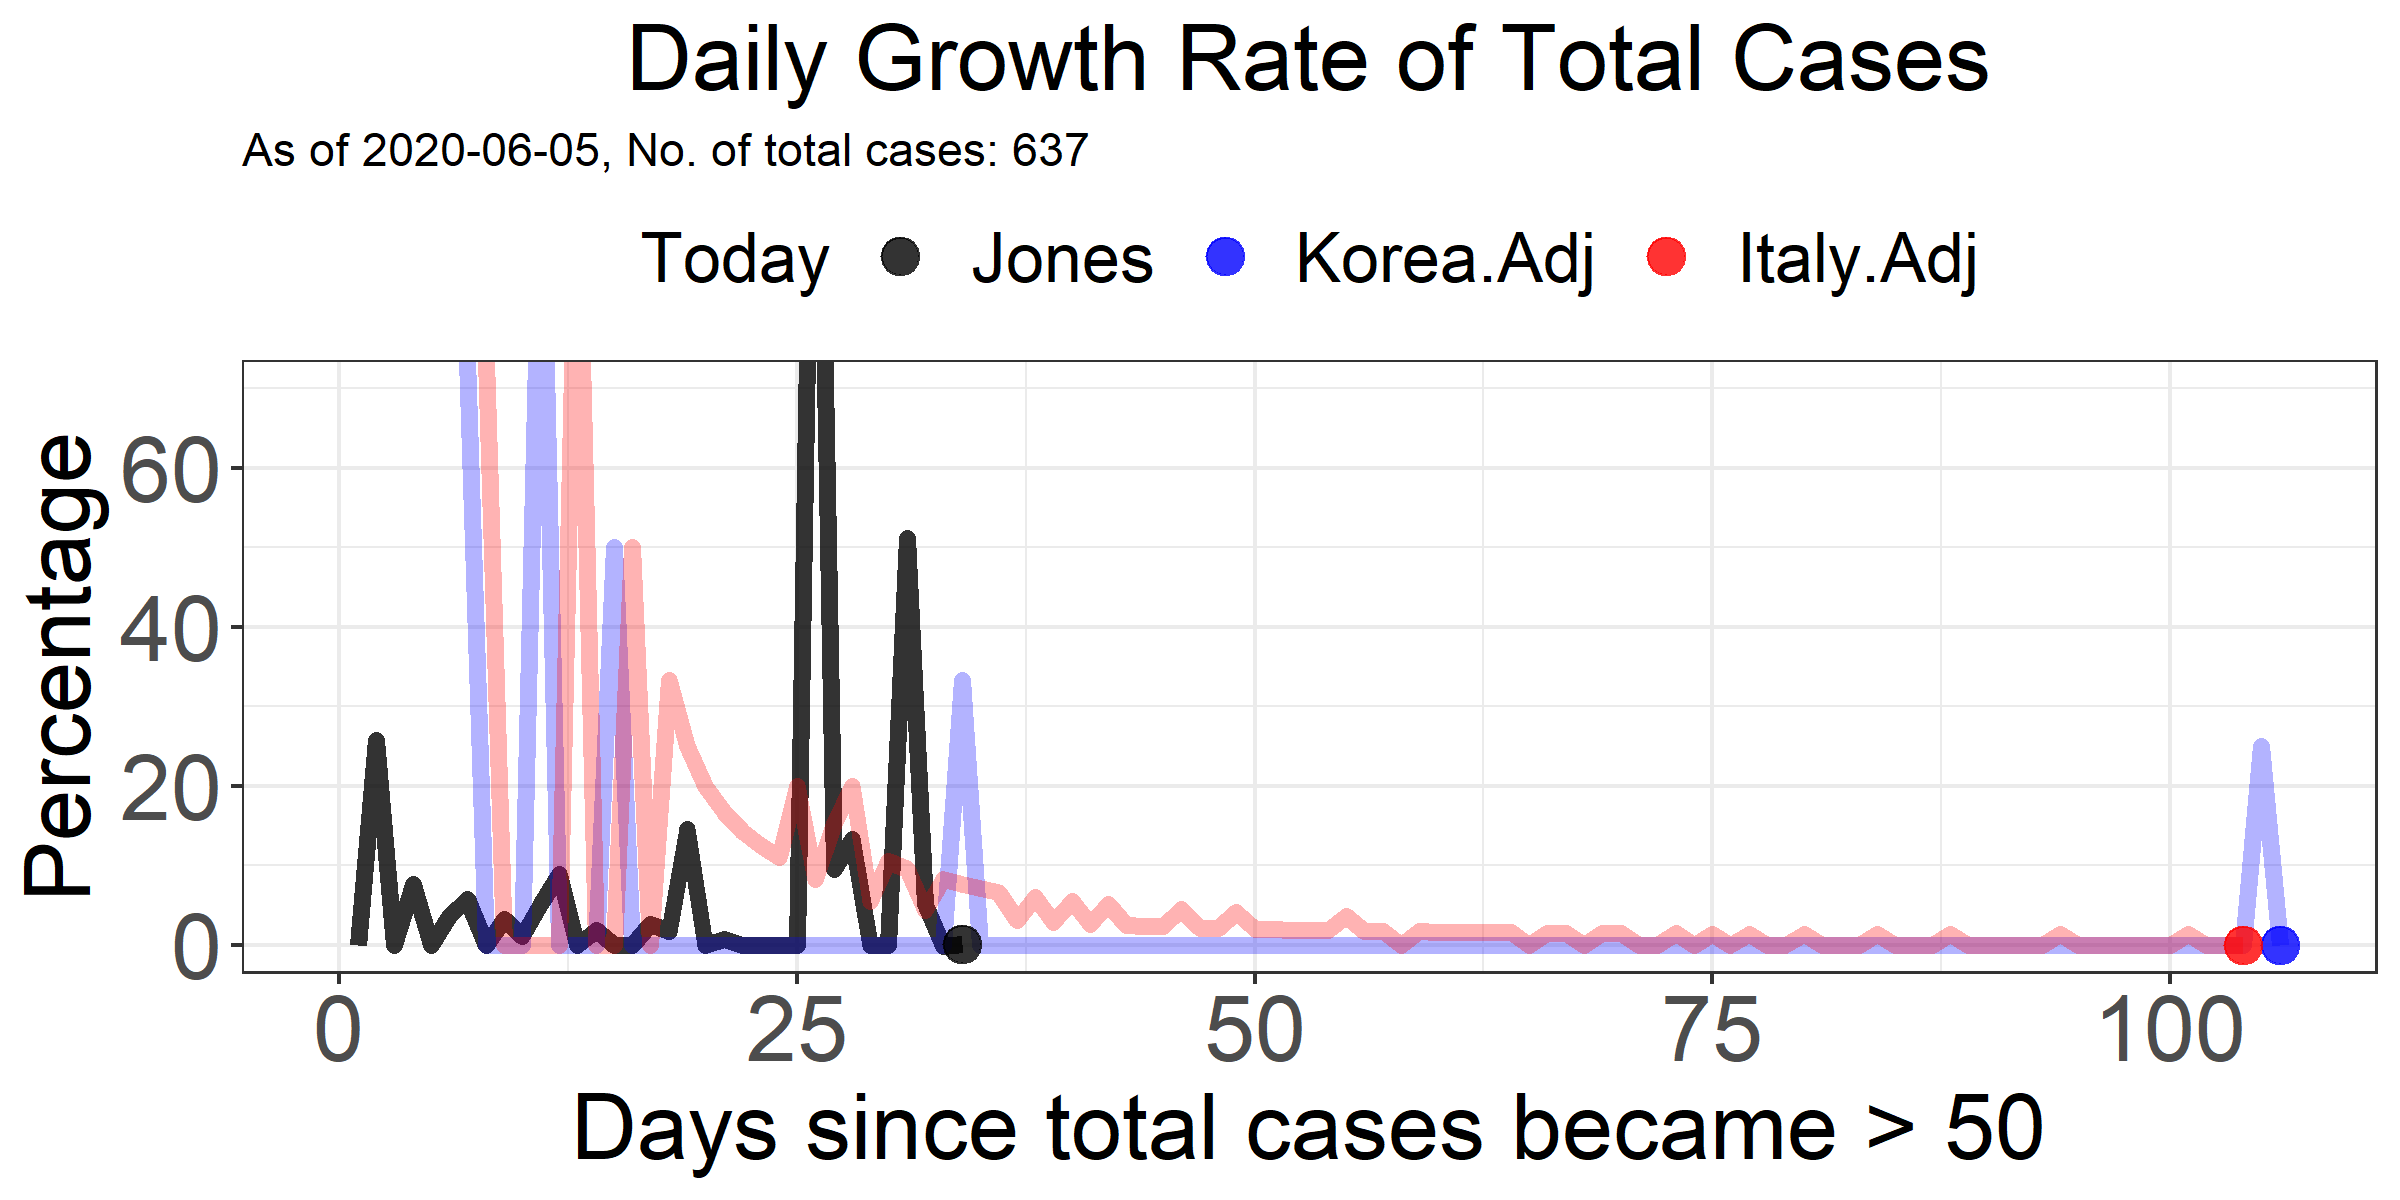 Daily Growth Rate of Total Cases
As of 2020-06-05, No. of total cases: 637
Today Jones Korea.Adj Italy.Adj
Percentage
60
40
20
0
0 25 50 75 100
Days since total cases became > 50